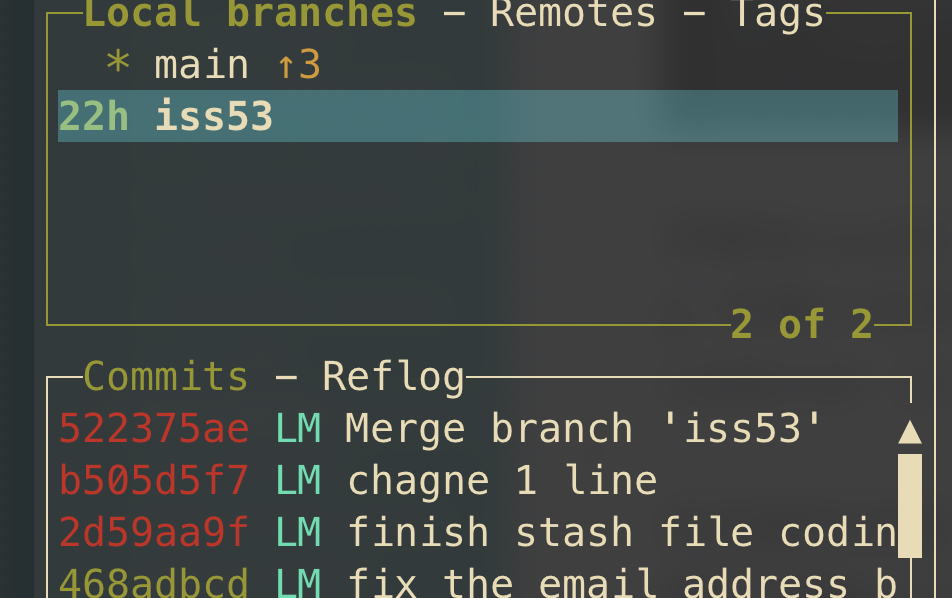 Local branches – Remotes – Tags
* main ↑3
22h iss53
2 of 2
Commits – Reflog
522375ae LM Merge branch 'iss53'
b505d5f7 LM chagne 1 line
2d59aa9f LM finish stash file codin
468adbcd LM fix the email address b